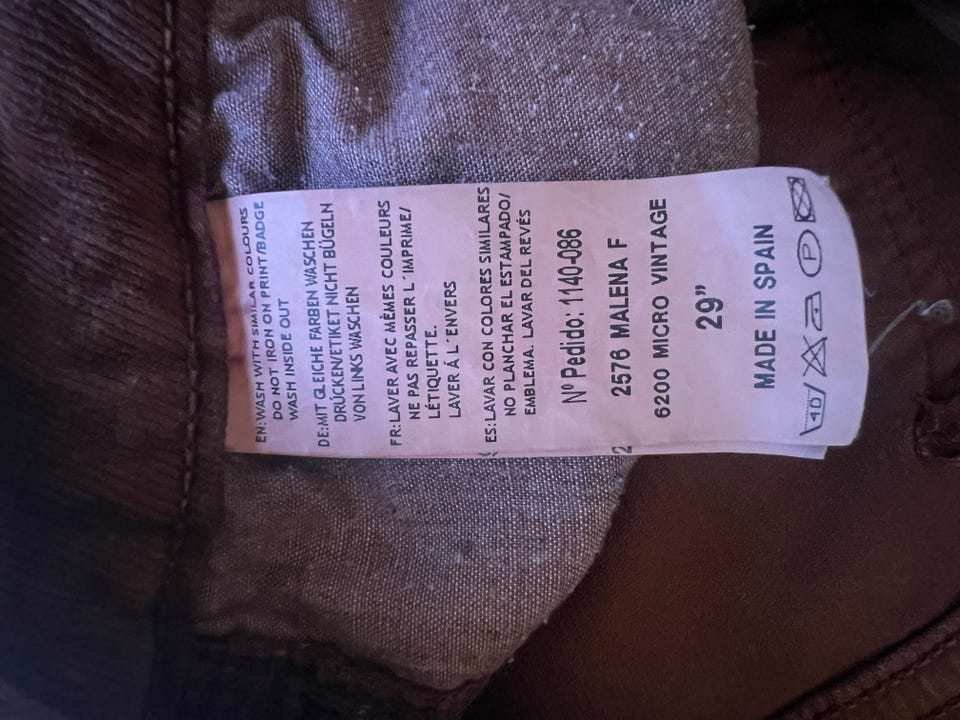 EN:WASH WITH SIMILAR COLOURS
DO NOT IRON ON PRINT/BADGE
WASH INSIDE OUT
DE:MIT GLEICHE FARBEN WASCHEN
DRÜCKEN/ETIKET NICHT BÜGELN
VON LINKS WASCHEN
FR:LAVER AVEC MÊMES COULEURS
NE PAS REPASSER L´IMPRIME/
LÉTIQUETTE.
LAVER Á L´ENVERS
ES:LAVAR CON COLORES SIMILARES
NO PLANCHAR EL ESTAMPADO/
EMBLEMA. LAVAR DEL REVÉS
Nº Pedido: 1140-086
2576 MALENA F
6200 MICRO VINTAGE
29”
MADE IN SPAIN
40
P